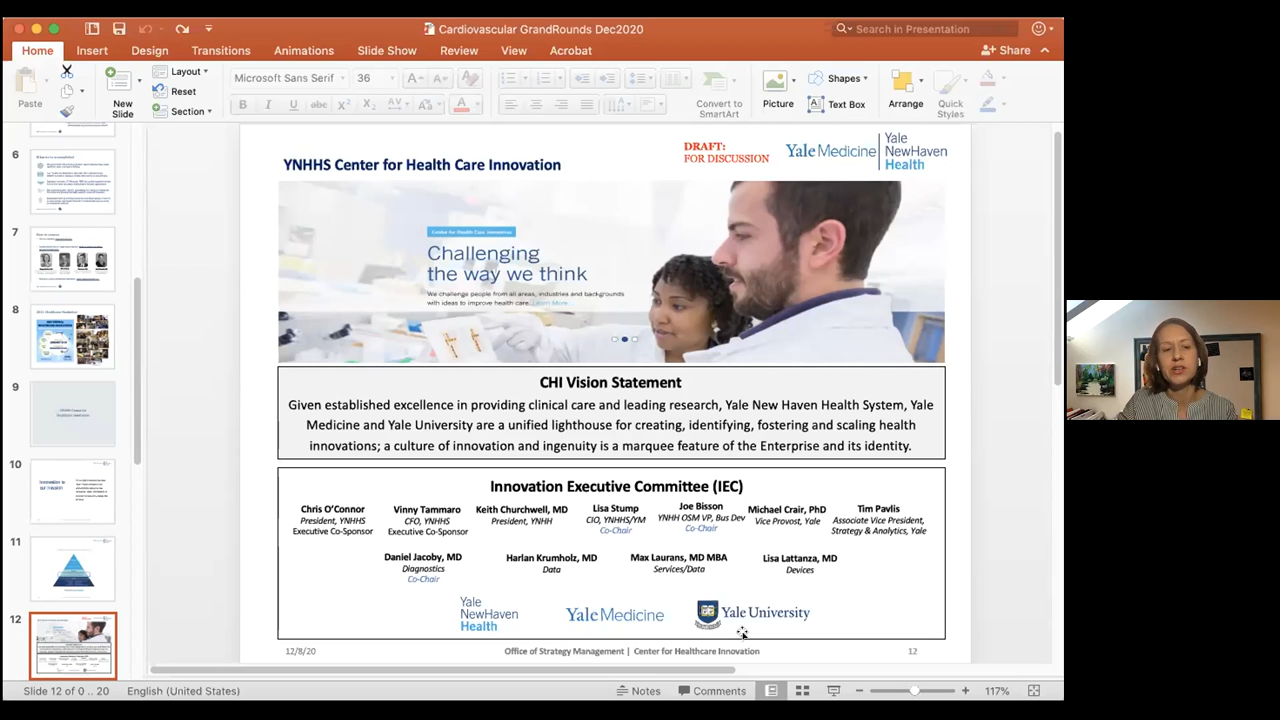 Cardiovascular GrandRounds Dec2020
Search in Presentation
Home Insert Design Transitions Animations Slide Show Review View Acrobat
Share
Paste
New Slide
Layout
Reset
Section
Microsoft Sans Serif 36
Convert to SmartArt
Picture
Shapes
Text Box
Arrange
Quick Styles
6
7
8
9
10
11
12
YNHHS Center for Health Care Innovation
DRAFT:
FOR DISCUSSION
Yale Medicine
Yale
NewHaven
Health
Center for Health Care Innovation
Challenging
the way we think
We challenge people from all areas, industries and backgrounds
with ideas to improve health care. Learn More
CHI Vision Statement
Given established excellence in providing clinical care and leading research, Yale New Haven Health System, Yale
Medicine and Yale University are a unified lighthouse for creating, identifying, fostering and scaling health
innovations; a culture of innovation and ingenuity is a marquee feature of the Enterprise and its identity.
Innovation Executive Committee (IEC)
Chris O'Connor
President, YNHHS
Executive Co-Sponsor
Vinny Tammaro
CFO, YNHHS
Executive Co-Sponsor
Keith Churchwell, MD
President, YNHH
Lisa Stump
CIO, YNHHS/YM
Co-Chair
Joe Bisson
YNHH OSM VP, Bus Dev
Co-Chair
Michael Crair, PhD
Vice Provost, Yale
Tim Pavlis
Associate Vice President,
Strategy & Analytics, Yale
Daniel Jacoby, MD
Diagnostics
Co-Chair
Harlan Krumholz, MD
Data
Max Laurans, MD MBA
Services/Data
Lisa Lattanza, MD
Devices
Yale
NewHaven
Health
Yale Medicine
Yale University
12/8/20
Office of Strategy Management | Center for Healthcare Innovation
12
Slide 12 of 0 .. 20 English (United States)
Notes Comments
117%